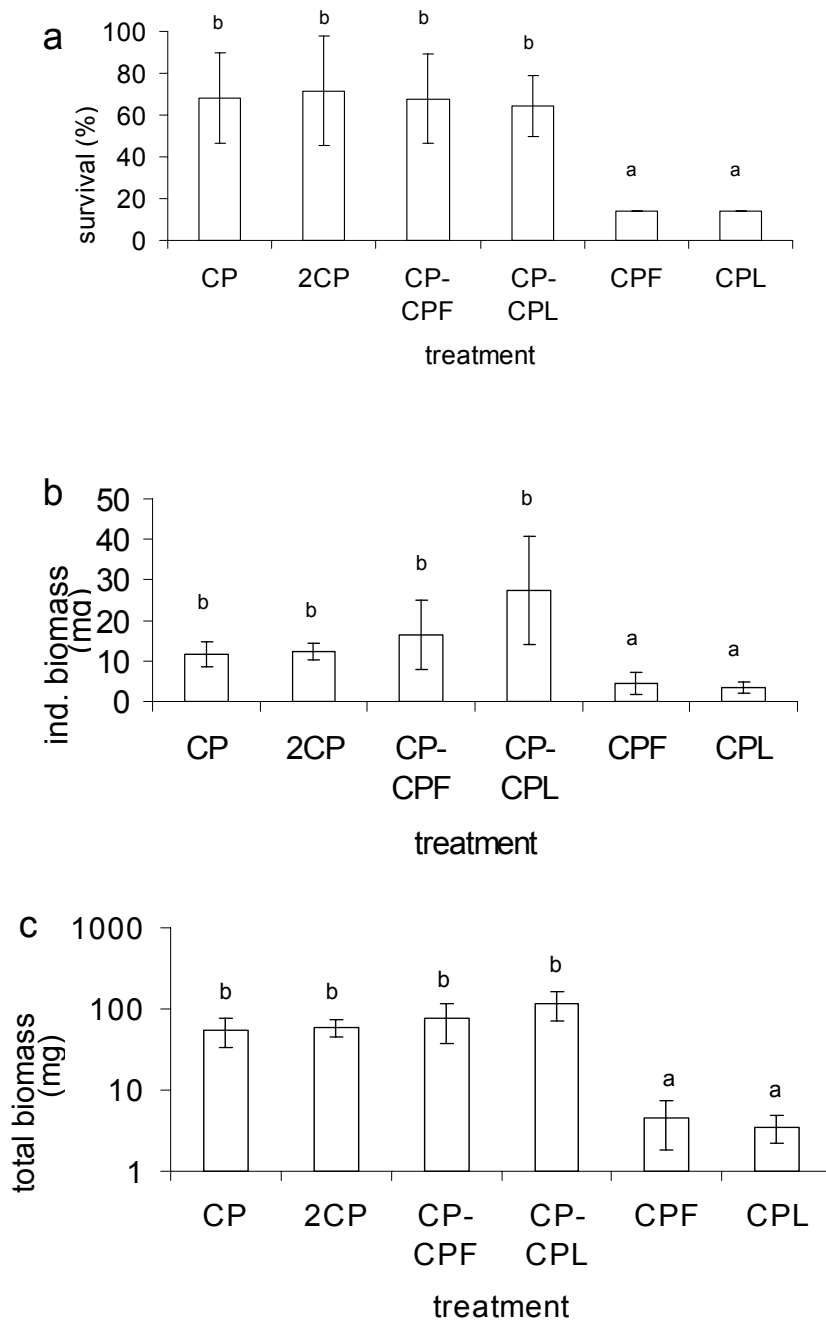 a
b b b b a a
survival (%)
100
80
60
40
20
0
CP 2CP CP-CPF CP-CPL CPF CPL
treatment
b
b b b b a a
ind. biomass
(mg)
50
40
30
20
10
0
CP 2CP CP-CPF CP-CPL CPF CPL
treatment
c
b b b b a a
total biomass
(mg)
1000
100
10
1
CP 2CP CP-CPF CP-CPL CPF CPL
treatment